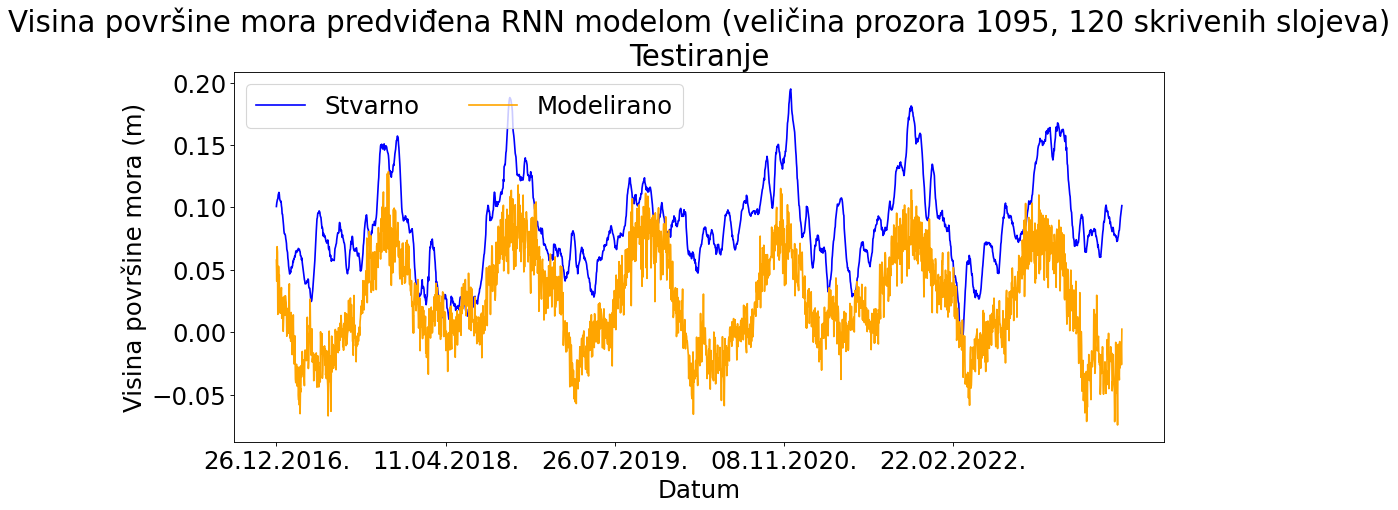 Visina površine mora predviđena RNN modelom (veličina prozora 1095, 120 skrivenih slojeva)
Testiranje
Stvarno Modelirano
Visina površine mora (m)
0.20
0.15
0.10
0.05
0.00
−0.05
26.12.2016. 11.04.2018. 26.07.2019. 08.11.2020. 22.02.2022.
Datum